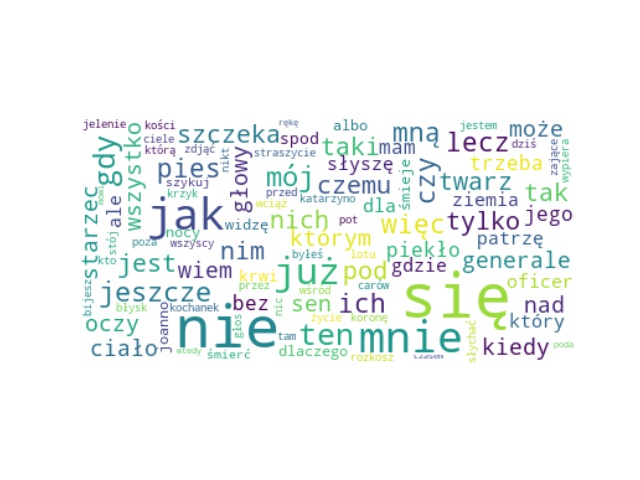 jelenie
kości
rękę
albo
mną
jestem
może
ciele
szczeka
spod
taki
mam
lecz
dziś
którą
zdjąć
nikt
straszycie
słyszę
czy
trzeba
zające
gdy
wszystko
pies
głowy
mój
czemu
śmieje
twarz
wypiera
szykuj
krzyk
przed
katarzyno
dla
ziemia
tak
mówi
ale
starzec
jak
wciąż
nich
pot
więc
tylko
jego
nocy
widzę
którym
patrzę
stój
poza
wszyscy
nim
byłeś
lotu
piekło
kto
jest
wiem
krwi
już
pod
gdzie
generale
bijesz
jeszcze
przez
wśród
carów
się
oficer
błysk
kochanek
bez
nic
sen
ich
nad
oczy
joanno
nie
głos
życie
koronę
który
tam
ten
mnie
słychać
ciało
wtedy
śmierć
dlaczego
rozkosz
kiedy
poda